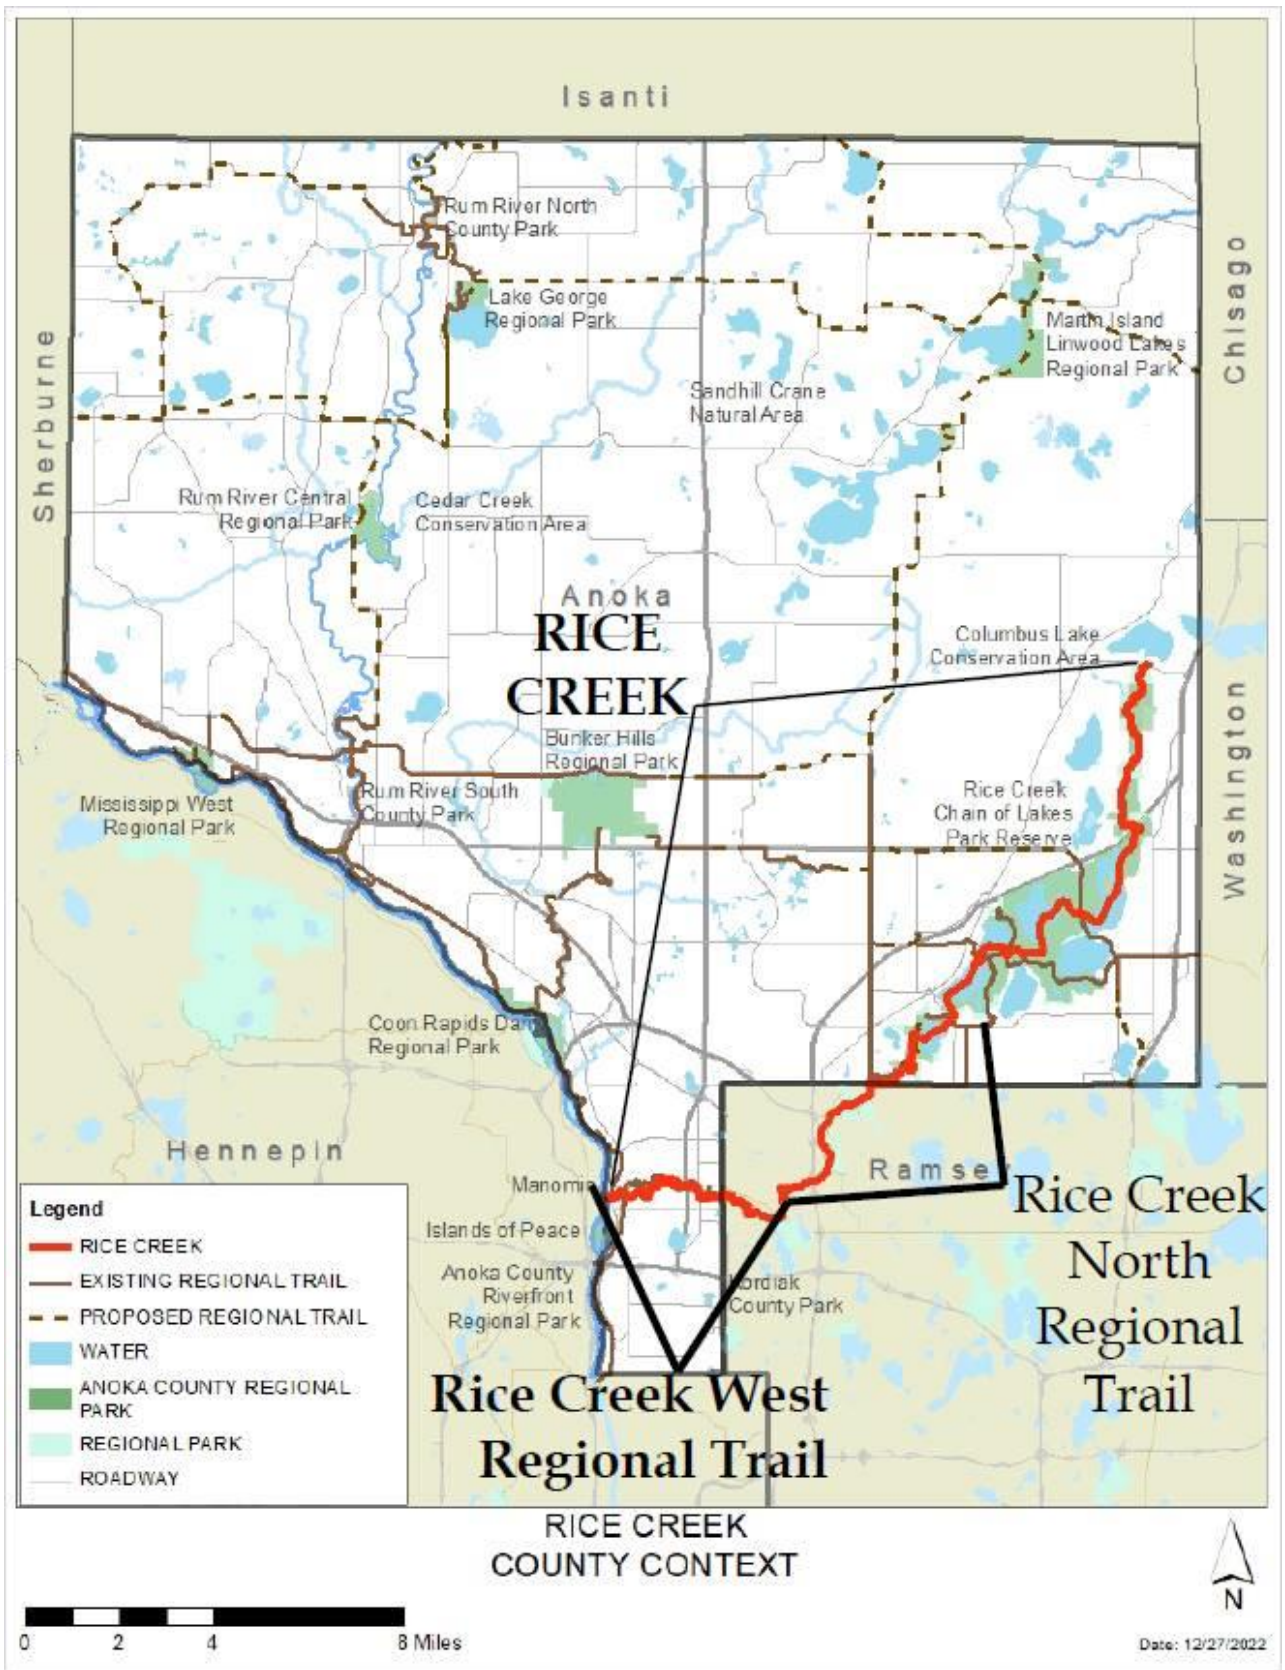 Isanti
Rum River North
County Park
Chisago
Lake George
Regional Park
Martin Island
Linwood Lakes
Regional Park
Sherburne
Sandhill Crane
Natural Area
Rum River Central
Regional Park
Cedar Creek
Conservation Area
Anoka
RICE
CREEK
Columbus Lake
Conservation Area
Bunker Hills
Regional Park
Washington
Rum River South
County Park
Mississippi West
Regional Park
Rice Creek
Chain of Lakes
Park Reserve
Coon Rapids Dam
Regional Park
Hennepin
Ramsey
Manomin
Islands of Peace
Anoka County
Riverfront
Regional Park
Kordiak
County Park
Rice Creek
North
Regional
Trail
Rice Creek West
Regional Trail
Legend
RICE CREEK
EXISTING REGIONAL TRAIL
PROPOSED REGIONAL TRAIL
WATER
ANOKA COUNTY REGIONAL
PARK
REGIONAL PARK
ROADWAY
RICE CREEK
COUNTY CONTEXT
N
0 2 4 8 Miles
Date: 12/27/2022